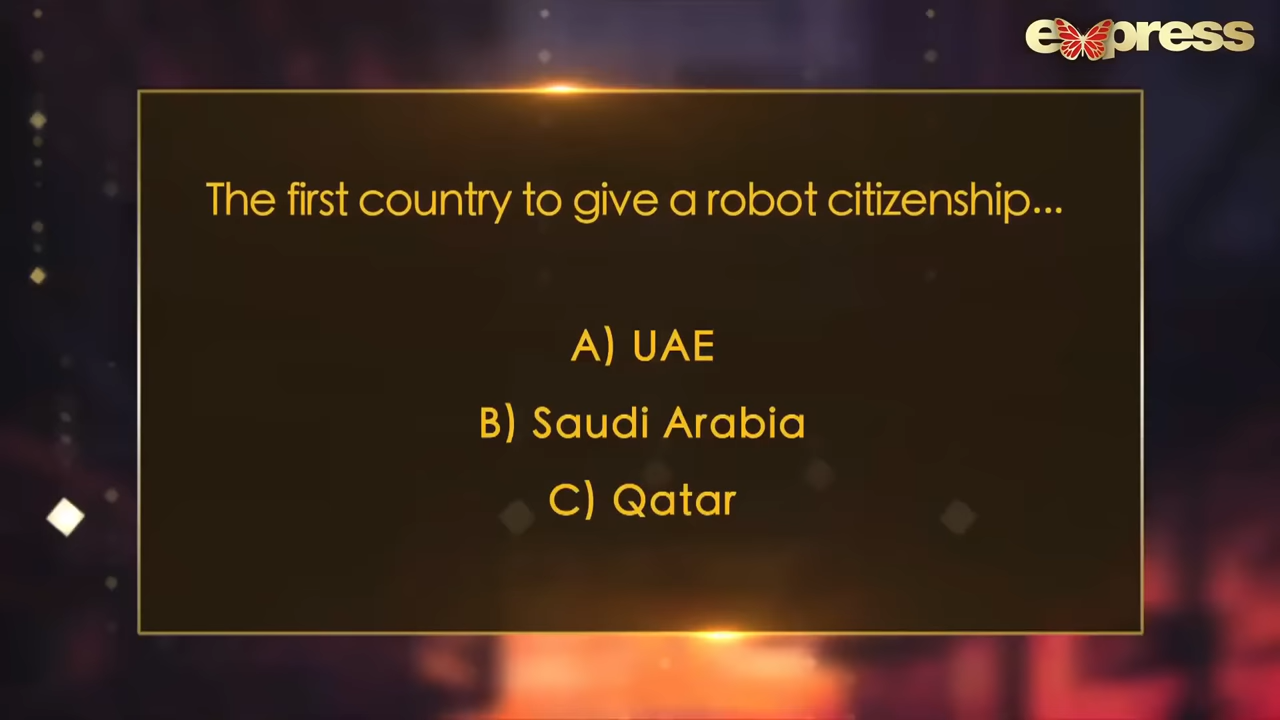 express
The first country to give a robot citizenship...
A) UAE
B) Saudi Arabia
C) Qatar